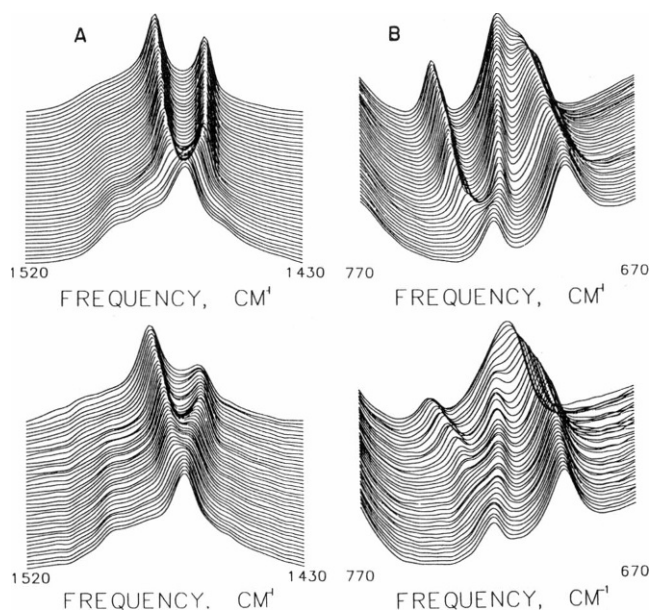 A
B
1520
1430
770
670
FREQUENCY, CM⁻¹
FREQUENCY, CM⁻¹
1520
1430
770
670
FREQUENCY. CM⁻¹
FREQUENCY, CM⁻¹